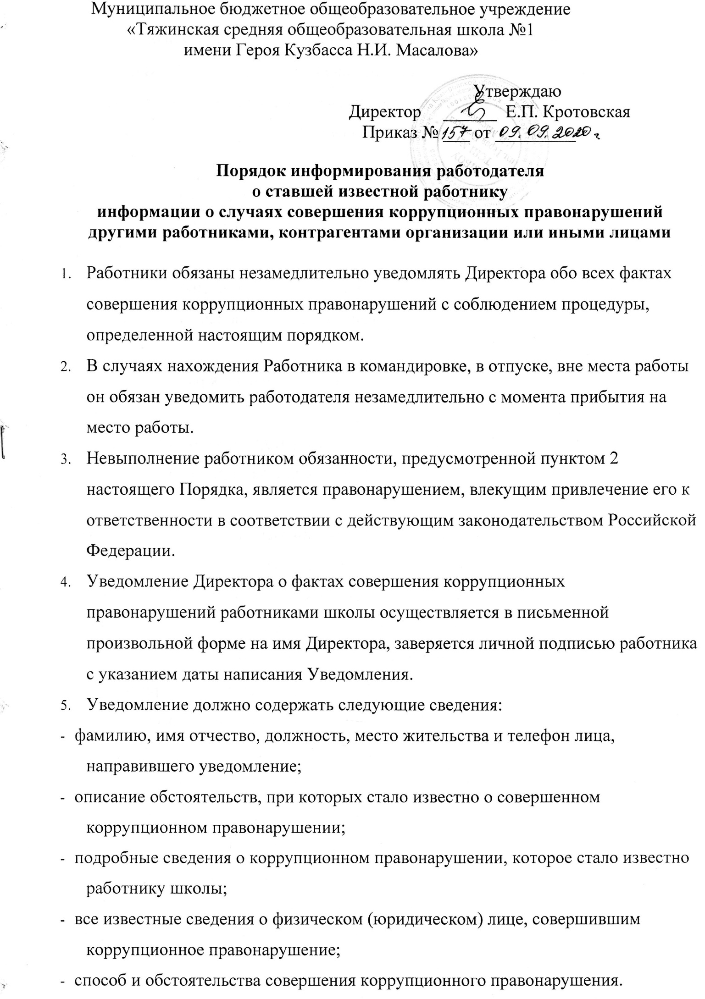 Муниципальное бюджетное общеобразовательное учреждение
«Тяжинская средняя общеобразовательная школа №1
имени Героя Кузбасса Н.И. Масалова»
Утверждаю
Директор ______ Е.П. Кротовская
Приказ № 157 от 09.09.2020 г
Порядок информирования работодателя
о ставшей известной работнику
информации о случаях совершения коррупционных правонарушений
другими работниками, контрагентами организации или иными лицами
1. Работники обязаны незамедлительно уведомлять Директора обо всех фактах
совершения коррупционных правонарушений с соблюдением процедуры,
определенной настоящим порядком.
2. В случаях нахождения Работника в командировке, в отпуске, вне места работы
он обязан уведомить работодателя незамедлительно с момента прибытия на
место работы.
3. Невыполнение работником обязанности, предусмотренной пунктом 2
настоящего Порядка, является правонарушением, влекущим привлечение его к
ответственности в соответствии с действующим законодательством Российской
Федерации.
4. Уведомление Директора о фактах совершения коррупционных
правонарушений работниками школы осуществляется в письменной
произвольной форме на имя Директора, заверяется личной подписью работника
с указанием даты написания Уведомления.
5. Уведомление должно содержать следующие сведения:
- фамилию, имя отчество, должность, место жительства и телефон лица,
направившего уведомление;
- описание обстоятельств, при которых стало известно о совершенном
коррупционном правонарушении;
- подробные сведения о коррупционном правонарушении, которое стало известно
работнику школы;
- все известные сведения о физическом (юридическом) лице, совершившим
коррупционное правонарушение;
- способ и обстоятельства совершения коррупционного правонарушения.